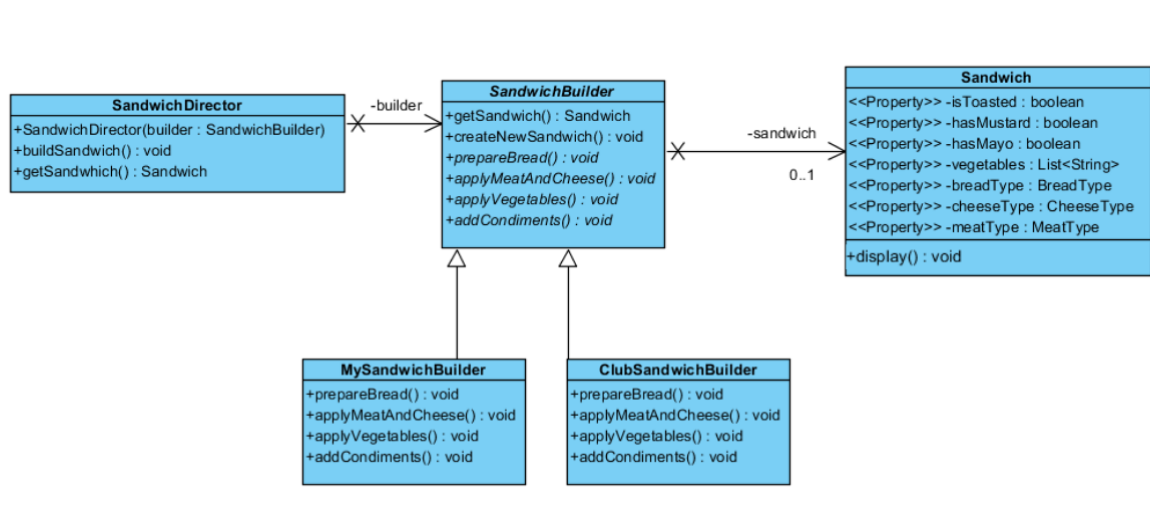 SandwichDirector
+SandwichDirector(builder : SandwichBuilder)
+buildSandwich() : void
+getSandwhich() : Sandwich
-builder
SandwichBuilder
+getSandwich() : Sandwich
+createNewSandwich() : void
+prepareBread() : void
+applyMeatAndCheese() : void
+applyVegetables() : void
+addCondiments() : void
-sandwich
0..1
Sandwich
<<Property>> -isToasted : boolean
<<Property>> -hasMustard : boolean
<<Property>> -hasMayo : boolean
<<Property>> -vegetables : List<String>
<<Property>> -breadType : BreadType
<<Property>> -cheeseType : CheeseType
<<Property>> -meatType : MeatType
+display() : void
MySandwichBuilder
+prepareBread() : void
+applyMeatAndCheese() : void
+applyVegetables() : void
+addCondiments() : void
ClubSandwichBuilder
+prepareBread() : void
+applyMeatAndCheese() : void
+applyVegetables() : void
+addCondiments() : void